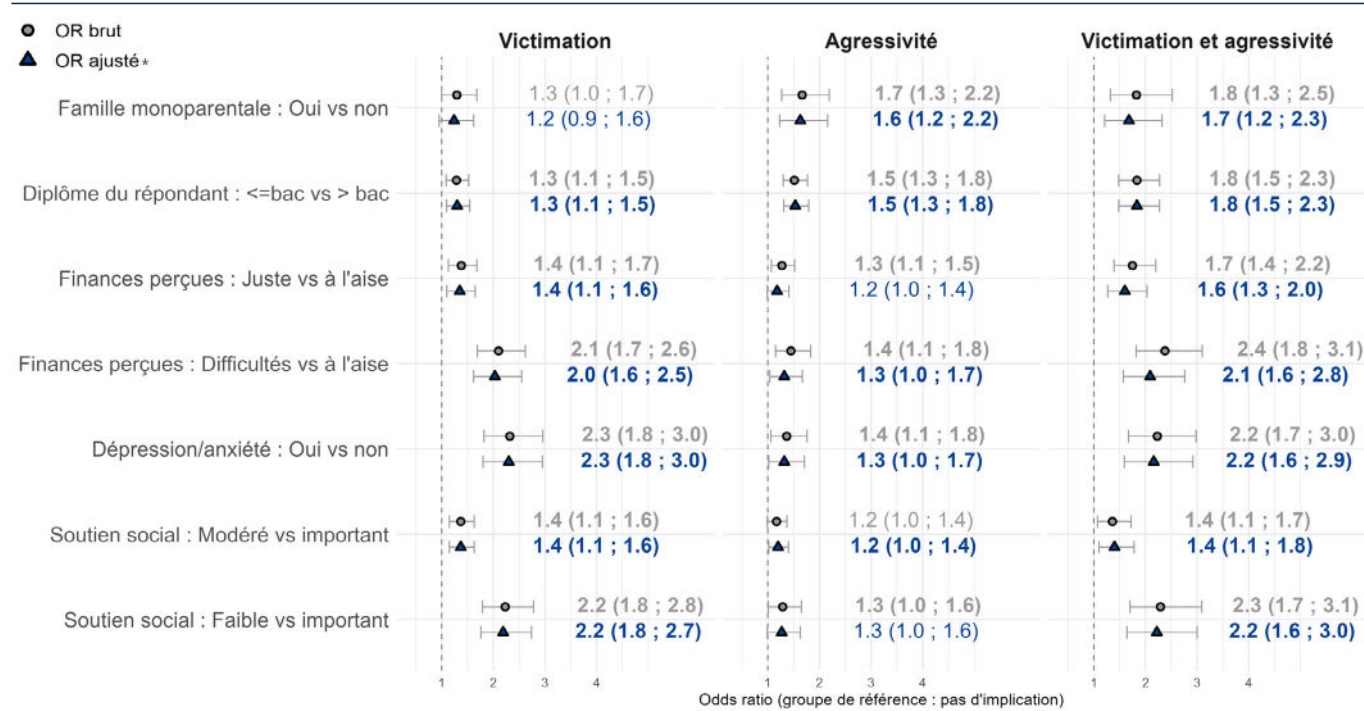 OR brut
OR ajusté*
Victimation Agressivité Victimation et agressivité
Famille monoparentale : Oui vs non
1.3 (1.0 ; 1.7) 1.7 (1.3 ; 2.2) 1.8 (1.3 ; 2.5)
1.2 (0.9 ; 1.6) 1.6 (1.2 ; 2.2) 1.7 (1.2 ; 2.3)
Diplôme du répondant : <=bac vs > bac
1.3 (1.1 ; 1.5) 1.5 (1.3 ; 1.8) 1.8 (1.5 ; 2.3)
1.3 (1.1 ; 1.5) 1.5 (1.3 ; 1.8) 1.8 (1.5 ; 2.3)
Finances perçues : Juste vs à l'aise
1.4 (1.1 ; 1.7) 1.3 (1.1 ; 1.5) 1.7 (1.4 ; 2.2)
1.4 (1.1 ; 1.6) 1.2 (1.0 ; 1.4) 1.6 (1.3 ; 2.0)
Finances perçues : Difficultés vs à l'aise
2.1 (1.7 ; 2.6) 1.4 (1.1 ; 1.8) 2.4 (1.8 ; 3.1)
2.0 (1.6 ; 2.5) 1.3 (1.0 ; 1.7) 2.1 (1.6 ; 2.8)
Dépression/anxiété : Oui vs non
2.3 (1.8 ; 3.0) 1.4 (1.1 ; 1.8) 2.2 (1.7 ; 3.0)
2.3 (1.8 ; 3.0) 1.3 (1.0 ; 1.7) 2.2 (1.6 ; 2.9)
Soutien social : Modéré vs important
1.4 (1.1 ; 1.6) 1.2 (1.0 ; 1.4) 1.4 (1.1 ; 1.7)
1.4 (1.1 ; 1.6) 1.2 (1.0 ; 1.4) 1.4 (1.1 ; 1.8)
Soutien social : Faible vs important
2.2 (1.8 ; 2.8) 1.3 (1.0 ; 1.6) 2.3 (1.7 ; 3.1)
2.2 (1.8 ; 2.7) 1.3 (1.0 ; 1.6) 2.2 (1.6 ; 3.0)
1 2 3 4 1 2 3 4 1 2 3 4
Odds ratio (groupe de référence : pas d'implication)